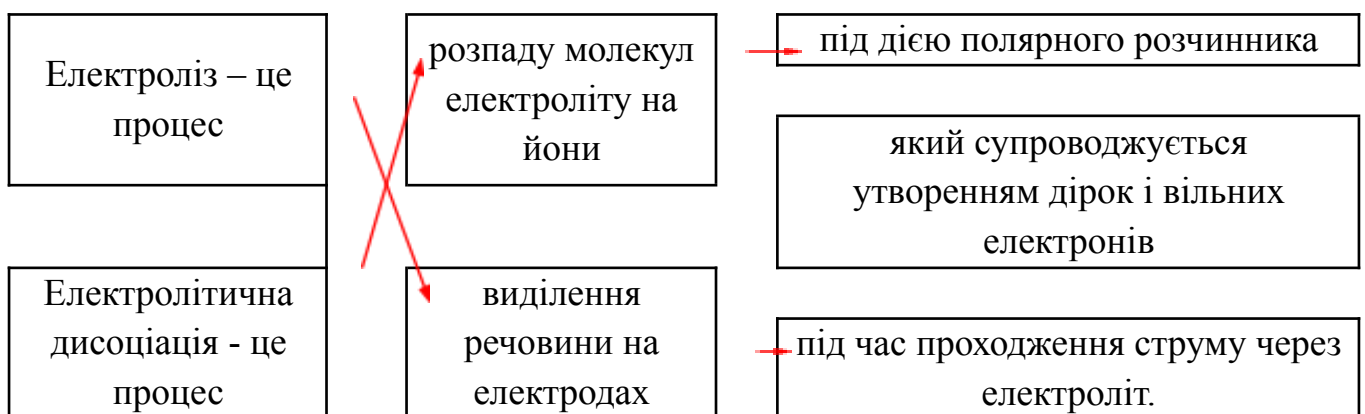 Електроліз – це
процес
розпаду молекул
електроліту на
йони
під дією полярного розчинника
який супроводжується
утворенням дірок і вільних
електронів
Електролітична
дисоціація - це
процес
виділення
речовини на
електродах
під час проходження струму через
електроліт.